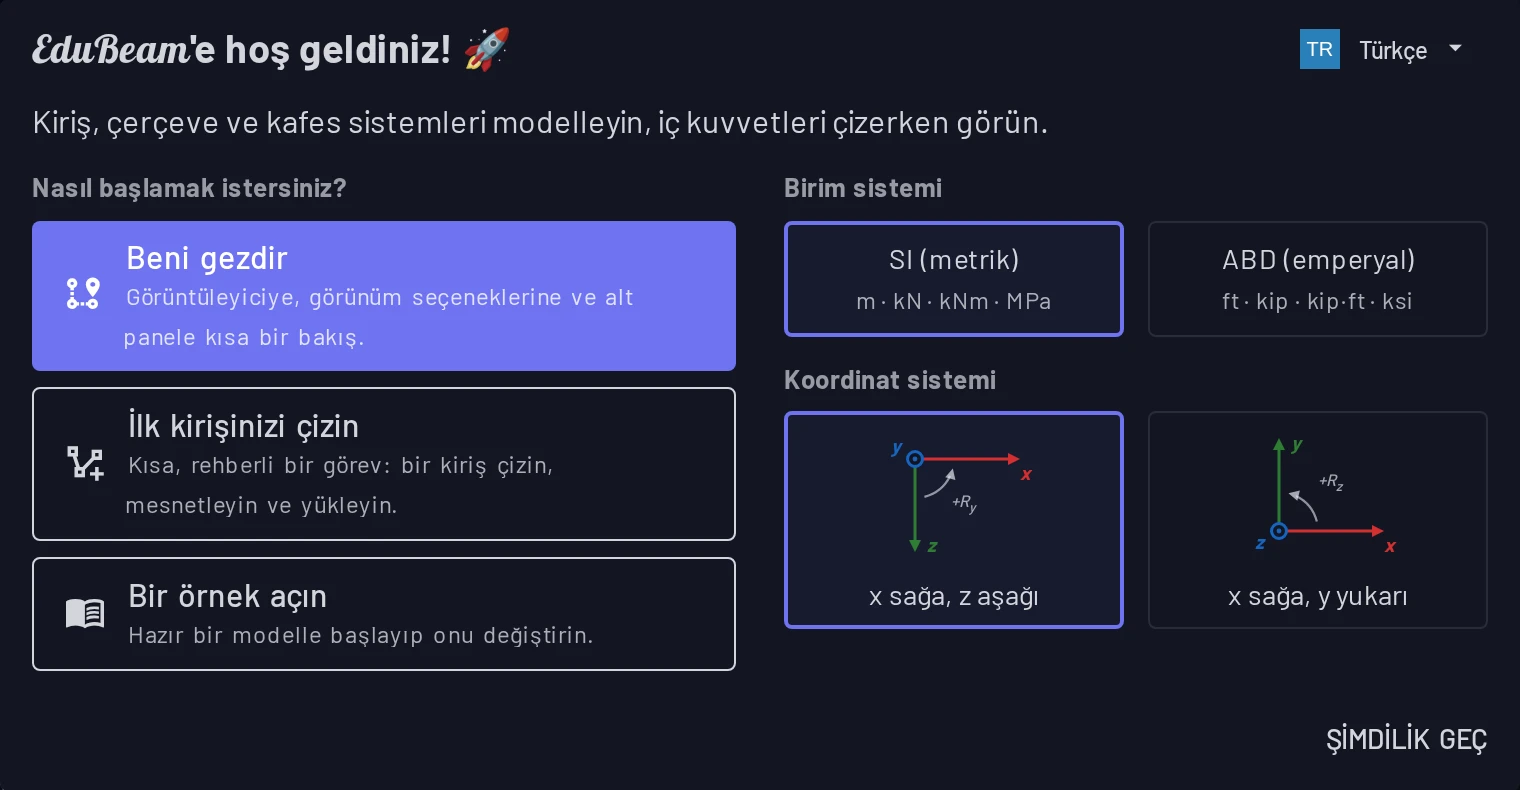 EduBeam'e hoş geldiniz! 🚀
TR Türkçe
Kiriş, çerçeve ve kafes sistemleri modelleyin, iç kuvvetleri çizerken görün.
Nasıl başlamak istersiniz?
Beni gezdir
Görüntüleyiciye, görünüm seçeneklerine ve alt
panele kısa bir bakış.
İlk kirişinizi çizin
Kısa, rehberli bir görev: bir kiriş çizin,
mesnetleyin ve yükleyin.
Bir örnek açın
Hazır bir modelle başlayıp onu değiştirin.
Birim sistemi
SI (metrik)
m · kN · kNm · MPa
ABD (emperyal)
ft · kip · kip·ft · ksi
Koordinat sistemi
y
x
+Ry
z
x sağa, z aşağı
y
+Rz
z
x
x sağa, y yukarı
ŞİMDİLİK GEÇ